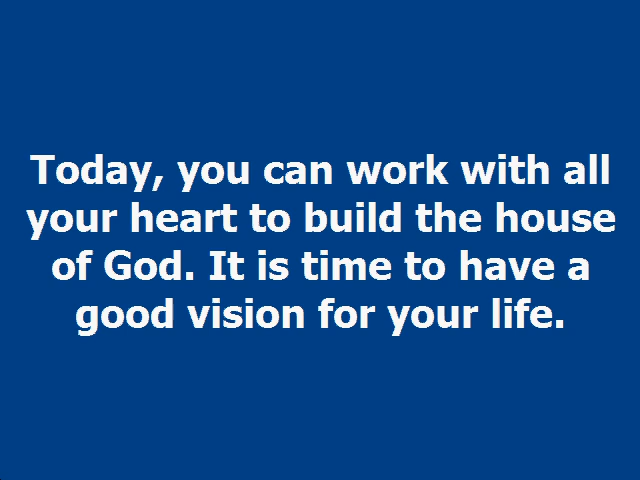 Today, you can work with all
your heart to build the house
of God. It is time to have a
good vision for your life.